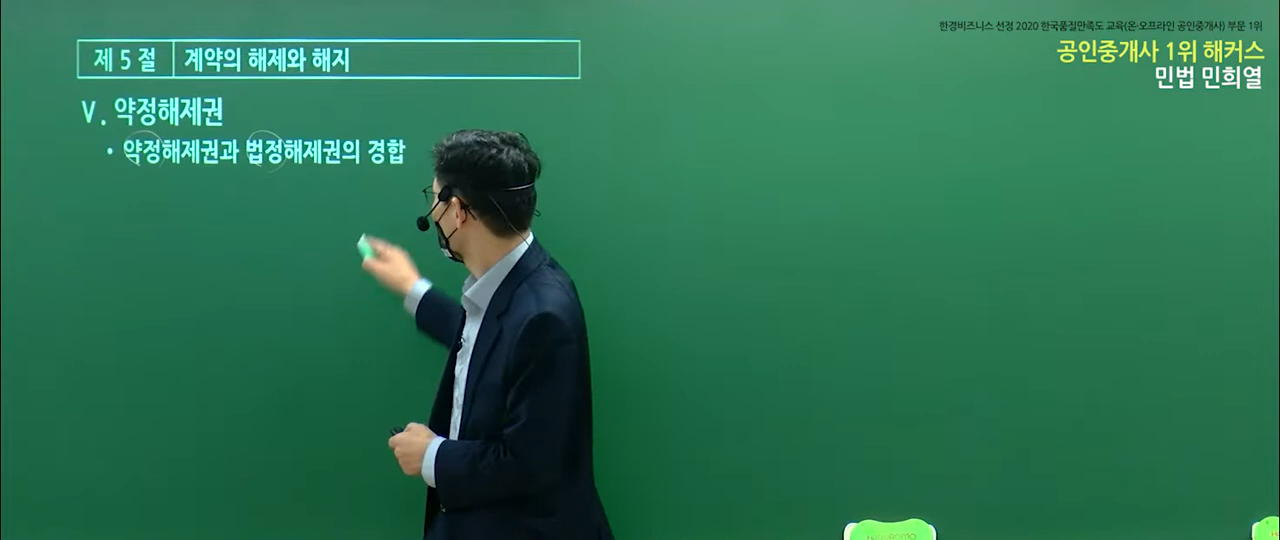 한경비즈니스 선정 2020 한국품질만족도 교육(온·오프라인 공인중개사) 부문 1위
공인중개사 1위 해커스
민법 민희열
제 5 절 계약의 해제와 해지
Ⅴ. 약정해제권
• 약정해제권과 법정해제권의 경합